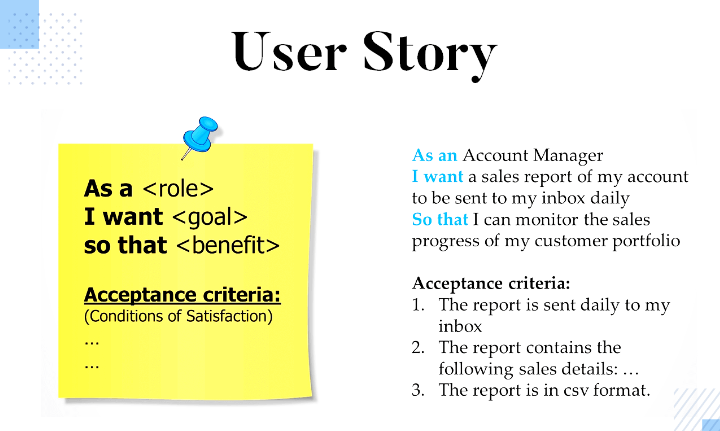 User Story
As a <role>
I want <goal>
so that <benefit>
Acceptance criteria:
(Conditions of Satisfaction)
...
...
As an Account Manager
I want a sales report of my account
to be sent to my inbox daily
So that I can monitor the sales
progress of my customer portfolio
Acceptance criteria:
1. The report is sent daily to my
inbox
2. The report contains the
following sales details: …
3. The report is in csv format.